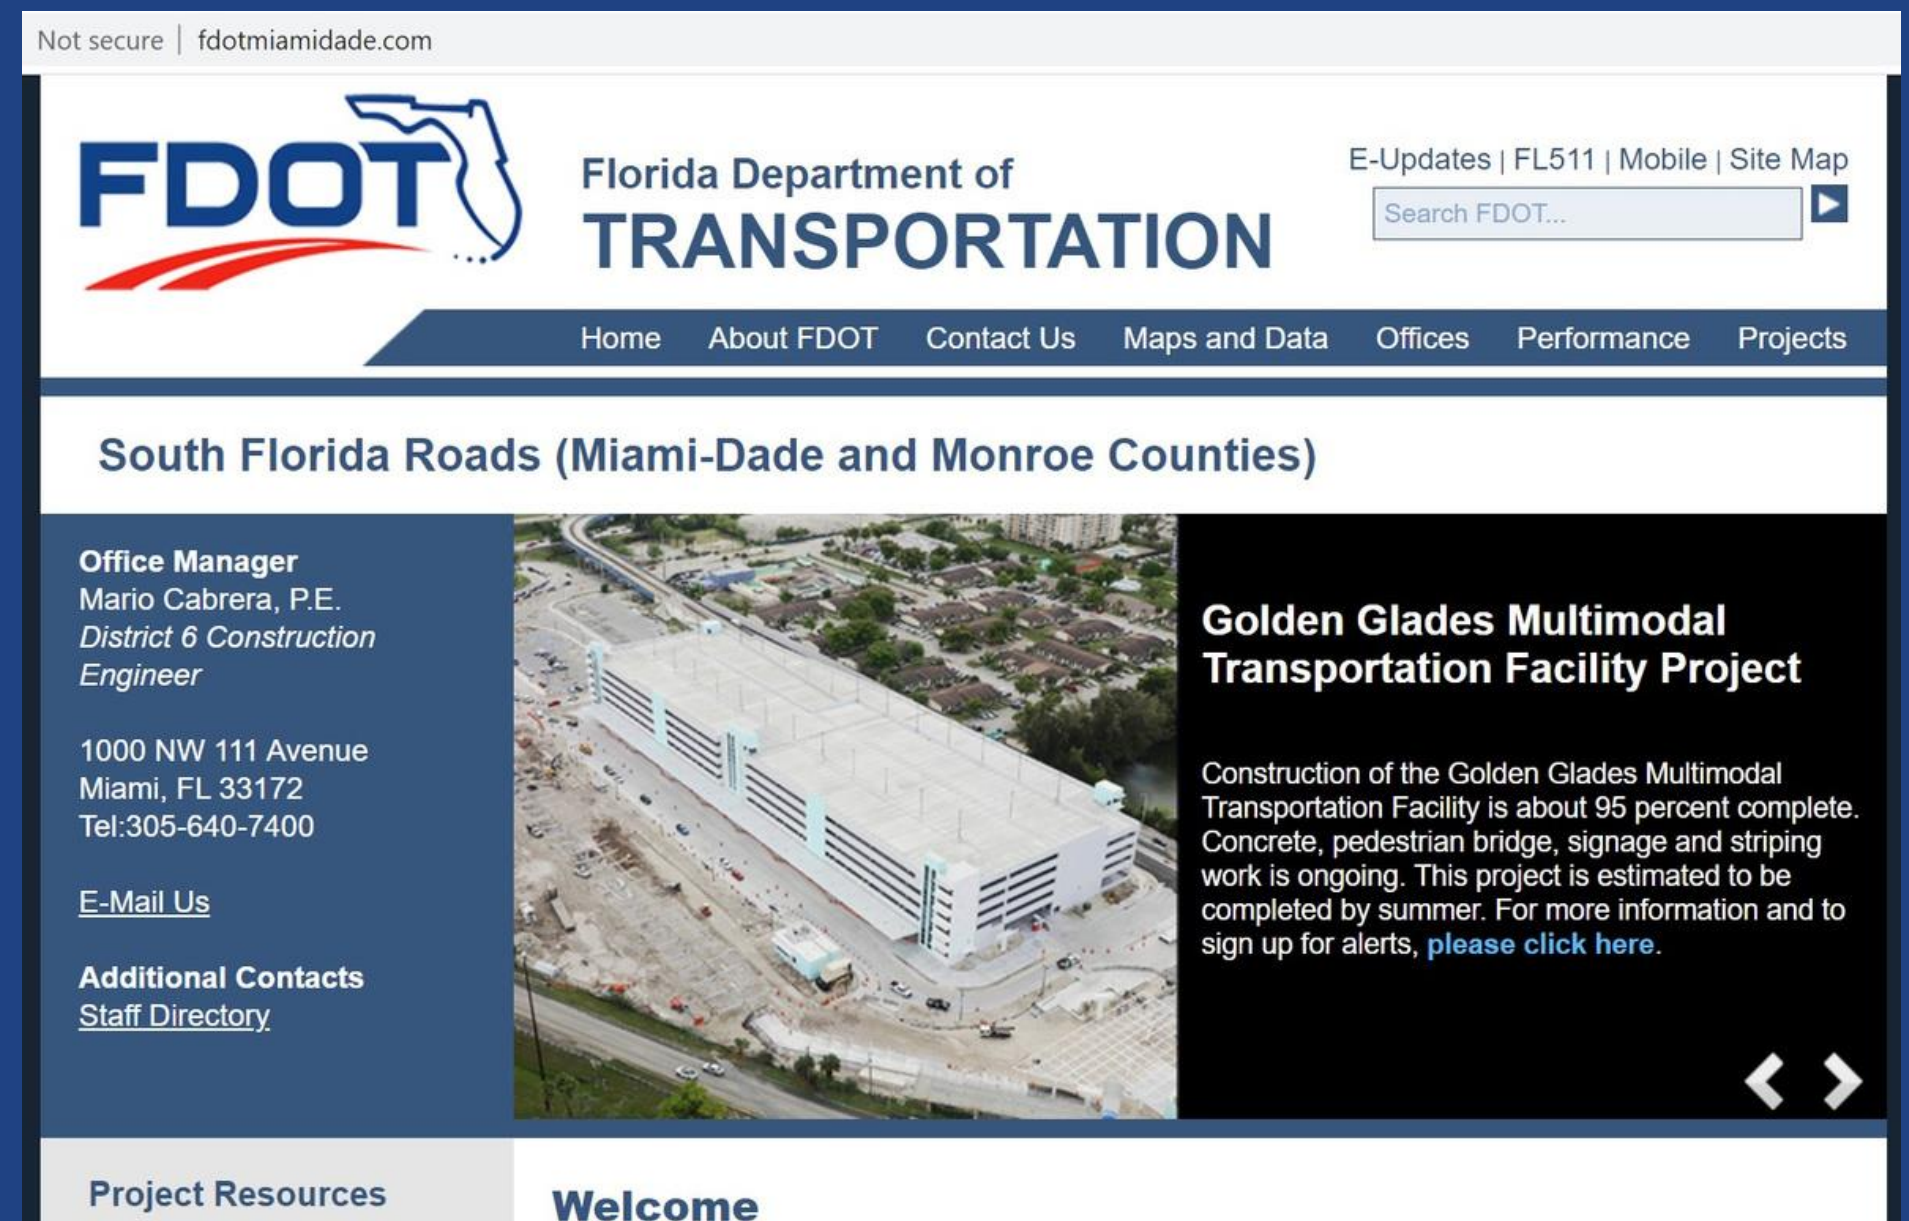 Not secure | fdotmiamidade.com
FDOT
Florida Department of
TRANSPORTATION
E-Updates | FL511 | Mobile | Site Map
Search FDOT...
Home About FDOT Contact Us Maps and Data Offices Performance Projects
South Florida Roads (Miami-Dade and Monroe Counties)
Office Manager
Mario Cabrera, P.E.
District 6 Construction
Engineer
1000 NW 111 Avenue
Miami, FL 33172
Tel:305-640-7400
E-Mail Us
Additional Contacts
Staff Directory
Golden Glades Multimodal
Transportation Facility Project
Construction of the Golden Glades Multimodal
Transportation Facility is about 95 percent complete.
Concrete, pedestrian bridge, signage and striping
work is ongoing. This project is estimated to be
completed by summer. For more information and to
sign up for alerts, please click here.
Project Resources
Welcome